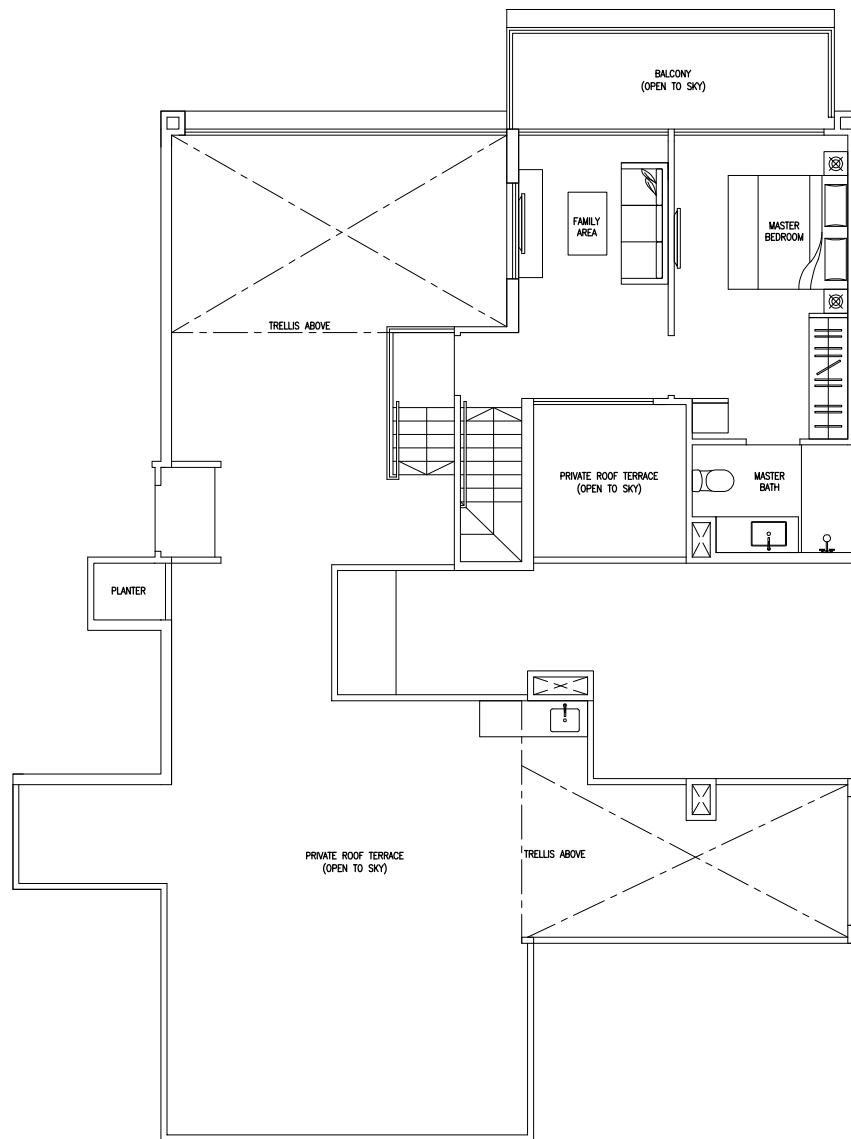 BALCONY
(OPEN TO SKY)
FAMILY
AREA
MASTER
BEDROOM
TRELLIS ABOVE
PRIVATE ROOF TERRACE
(OPEN TO SKY)
MASTER
BATH
PLANTER
PRIVATE ROOF TERRACE
(OPEN TO SKY)
TRELLIS ABOVE